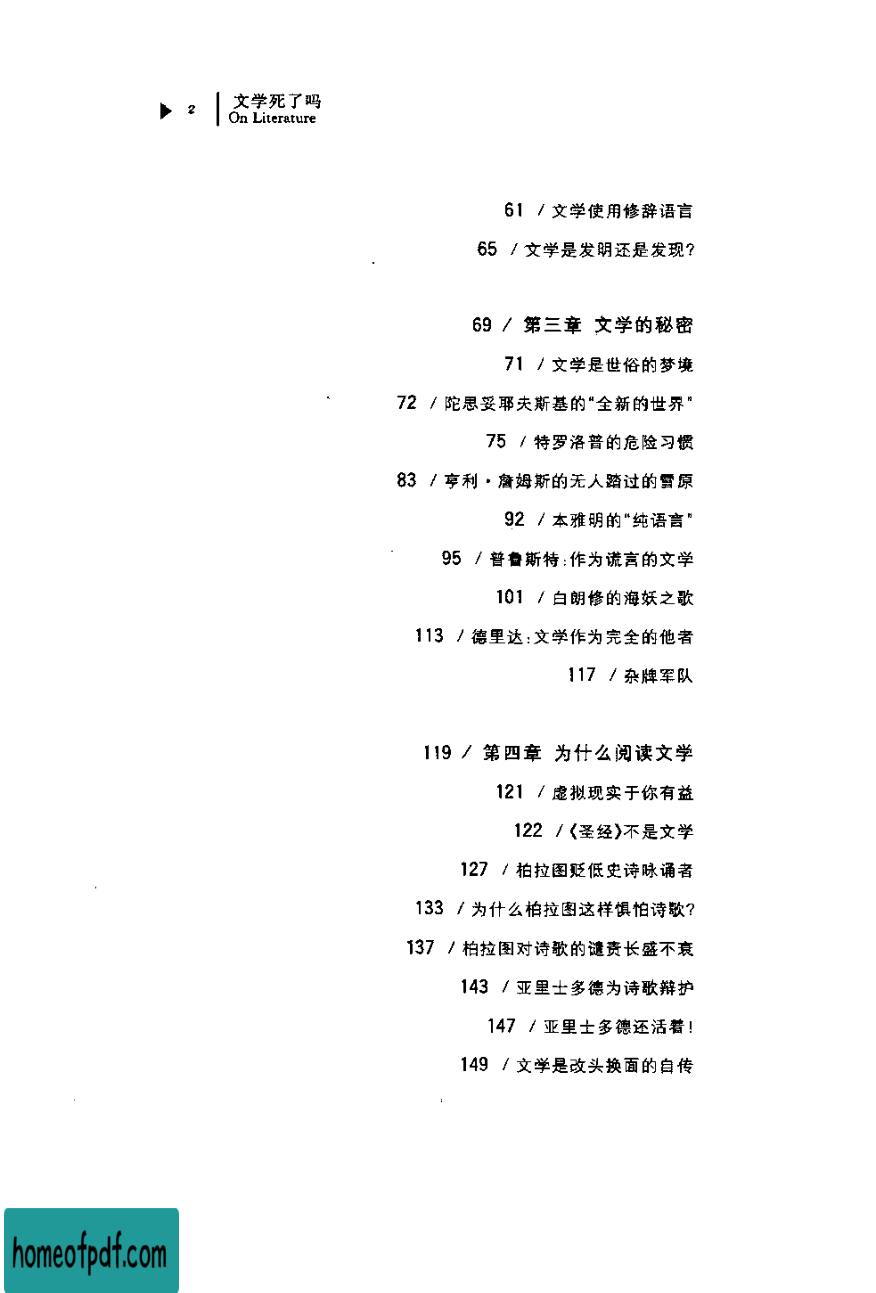 2
文学死了吗
On Literature
61 / 文学使用修辞语言
65 / 文学是发明还是发现?
69 / 第三章 文学的秘密
71 / 文学是世俗的梦境
72 / 陀思妥耶夫斯基的“全新的世界”
75 / 特罗洛普的危险习惯
83 / 亨利·詹姆斯的无人踏过的雪原
92 / 本雅明的“纯语言”
95 / 普鲁斯特:作为谎言的文学
101 / 白朗修的海妖之歌
113 / 德里达:文学作为完全的他者
117 / 杂牌军队
119 / 第四章 为什么阅读文学
121 / 虚拟现实于你有益
122 / 《圣经》不是文学
127 / 柏拉图贬低史诗咏诵者
133 / 为什么柏拉图这样惧怕诗歌?
137 / 柏拉图对诗歌的谴责长盛不衰
143 / 亚里士多德为诗歌辩护
147 / 亚里士多德还活着!
149 / 文学是改头换面的自传
homeofpdf.com